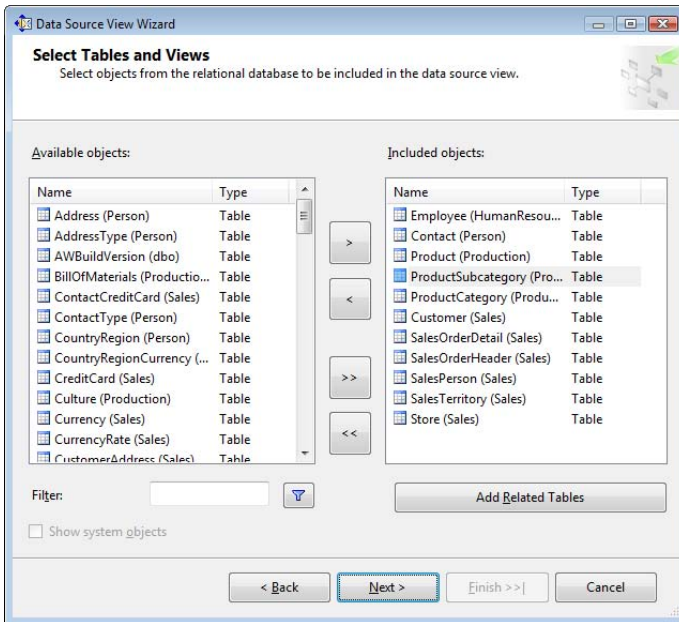 Data Source View Wizard
Select Tables and Views
Select objects from the relational database to be included in the data source view.
Available objects:
Included objects:
Name Type
Address (Person) Table
AddressType (Person) Table
AWBuildVersion (dbo) Table
BillOfMaterials (Productio... Table
ContactCreditCard (Sales) Table
ContactType (Person) Table
CountryRegion (Person) Table
CountryRegionCurrency (... Table
CreditCard (Sales) Table
Culture (Production) Table
Currency (Sales) Table
CurrencyRate (Sales) Table
CustomerAddress (Sales) Table
>
<
>>
<<
Name Type
Employee (HumanResou... Table
Contact (Person) Table
Product (Production) Table
ProductSubcategory (Pro... Table
ProductCategory (Produ... Table
Customer (Sales) Table
SalesOrderDetail (Sales) Table
SalesOrderHeader (Sales) Table
SalesPerson (Sales) Table
SalesTerritory (Sales) Table
Store (Sales) Table
Filter:
Add Related Tables
Show system objects
< Back Next > Finish >>| Cancel